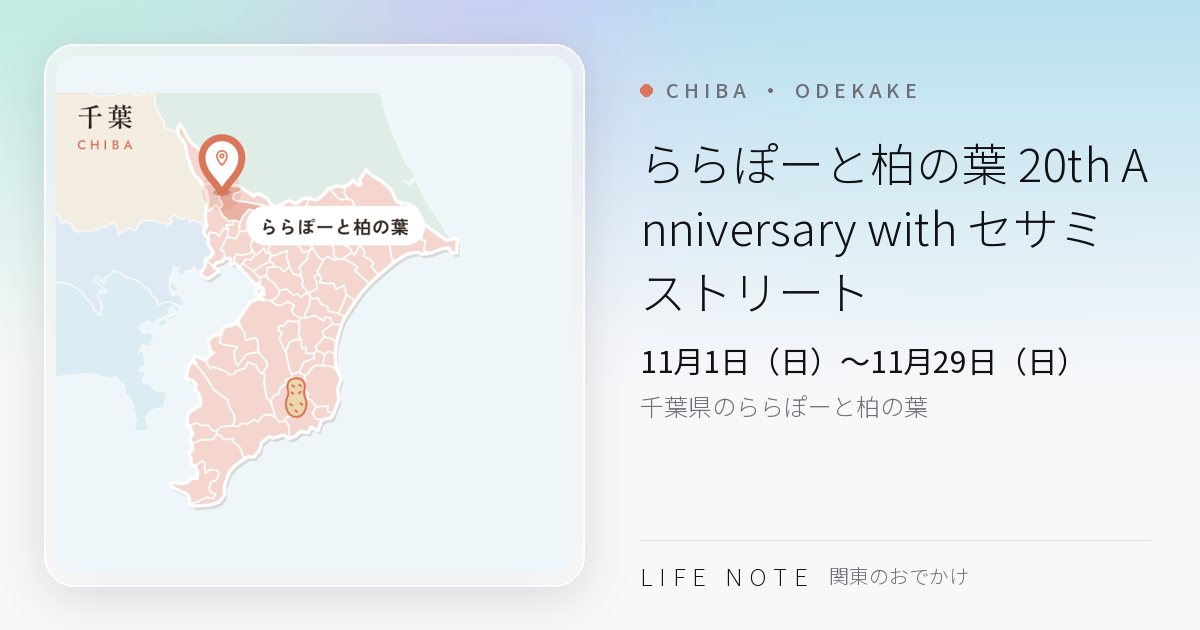 千葉
CHIBA
ららぽーと柏の葉
CHIBA • ODEKAKE
ららぽーと柏の葉 20th A
nniversary with セサミ
ストリート
11月1日（日）〜11月29日（日）
千葉県のららぽーと柏の葉
LIFE NOTE 関東のおでかけ